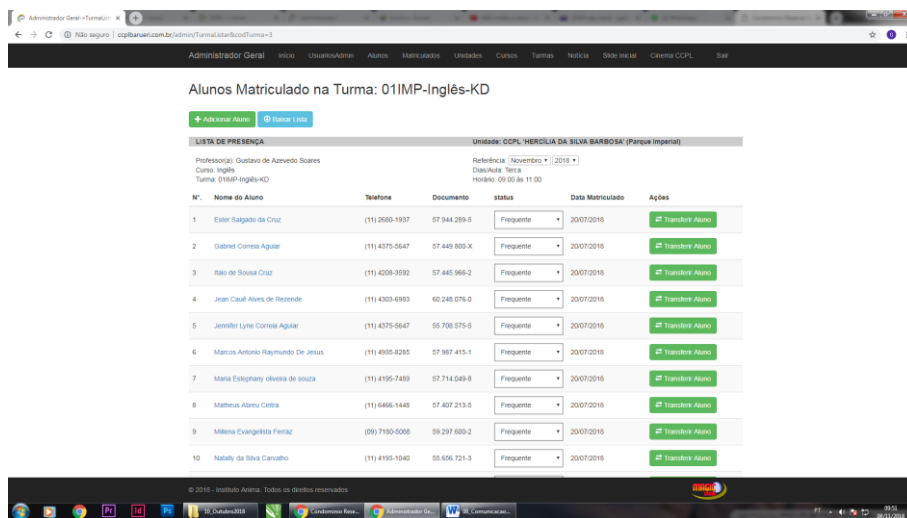 Administrador Geral->TurmaList
Não seguro | ccplbarueri.com.br/admin/TurmaListar&codTurma=3
Administrador Geral Início UsuariosAdmin Alunos Matriculados Unidades Cursos Turmas Notícia Slide Inicial Cinema CCPL Sair
Alunos Matriculado na Turma: 01IMP-Inglês-KD
Adicionar Aluno Baixar Lista
LISTA DE PRESENÇA Unidade: CCPL 'HERCÍLIA DA SILVA BARBOSA' (Parque Imperial)
Professor(a): Gustavo de Azevedo Soares Referência: Novembro 2018
Curso: Inglês Dias/Aula: Terca
Turma: 01IMP-Inglês-KD Horário: 09:00 às 11:00
N°. Nome do Aluno Telefone Documento status Data Matriculado Ações
1 Ester Salgado da Cruz (11) 2680-1937 57.944.289-5 Frequente 20/07/2018 Transferir Aluno
2 Gabriel Correia Aguiar (11) 4375-5647 57.449.800-X Frequente 20/07/2018 Transferir Aluno
3 Italo de Sousa Cruz (11) 4208-3592 57.445.966-2 Frequente 20/07/2018 Transferir Aluno
4 Jean Cauê Alves de Rezende (11) 4303-6983 60.248.076-0 Frequente 20/07/2018 Transferir Aluno
5 Jennifer Lyne Correia Aguiar (11) 4375-5647 55.708.575-5 Frequente 20/07/2018 Transferir Aluno
6 Marcos Antonio Raymundo De Jesus (11) 4935-8285 57.987.415-1 Frequente 20/07/2018 Transferir Aluno
7 Maria Estephany oliveira de souza (11) 4195-7489 57.714.049-8 Frequente 20/07/2018 Transferir Aluno
8 Matheus Abreu Cintra (11) 6466-1448 57.407.213-5 Frequente 20/07/2018 Transferir Aluno
9 Millena Evangelista Ferraz (09) 7180-5088 59.297.600-2 Frequente 20/07/2018 Transferir Aluno
10 Nataly da Silva Carvalho (11) 4193-1040 55.656.721-3 Frequente 20/07/2018 Transferir Aluno
© 2018 - Instituto Anima. Todos os direitos reservados
MAGIC
Pr Id Ps 10_Outubro2018 Condominio Rese... Administrador Ge... 08_Comunicacao... PT 09:51